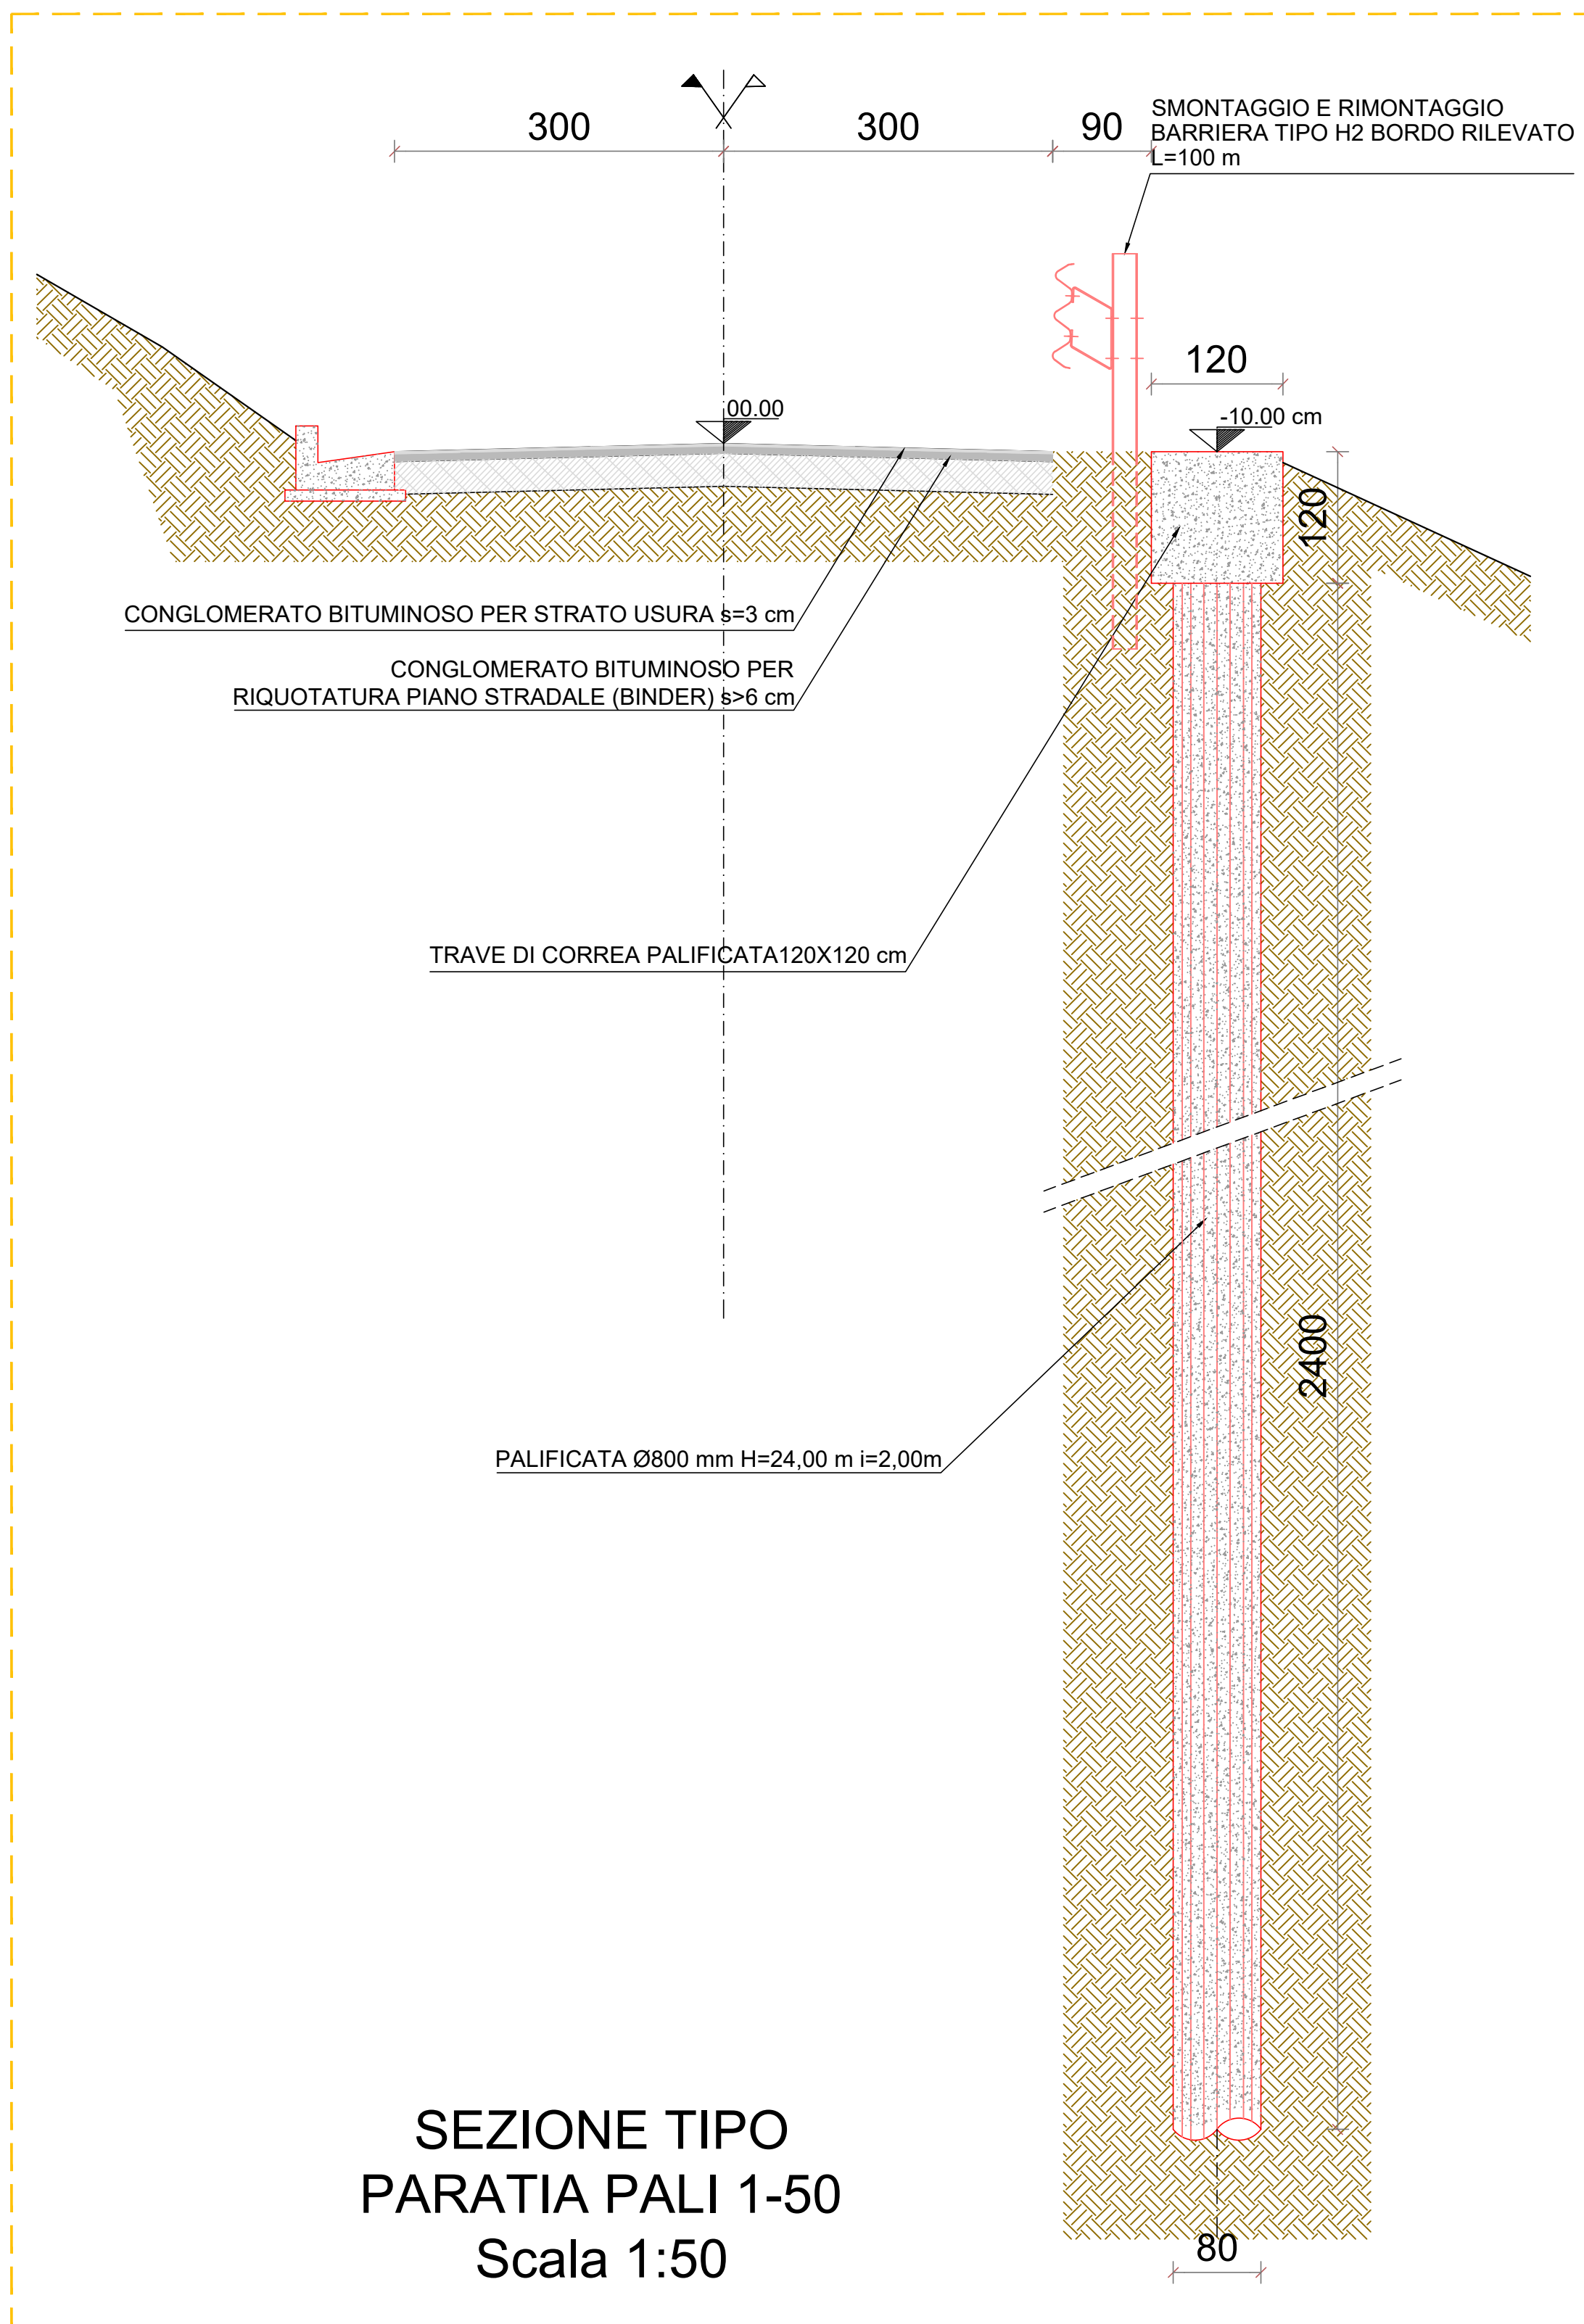 300
300
90
SMONTAGGIO E RIMONTAGGIO
BARRIERA TIPO H2 BORDO RILEVATO
L=100 m
120
00.00
-10.00 cm
120
CONGLOMERATO BITUMINOSO PER STRATO USURA s=3 cm
CONGLOMERATO BITUMINOSO PER
RIQUOTATURA PIANO STRADALE (BINDER) s>6 cm
TRAVE DI CORREA PALIFICATA120X120 cm
2400
PALIFICATA Ø800 mm H=24,00 m i=2,00m
SEZIONE TIPO
PARATIA PALI 1-50
Scala 1:50
80